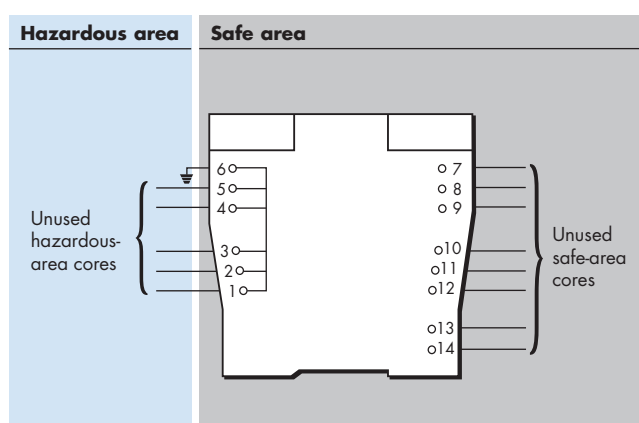 Hazardous area
Safe area
6
5
4
3
2
1
7
8
9
10
11
12
13
14
Unused
hazardous-
area cores
Unused
safe-area
cores